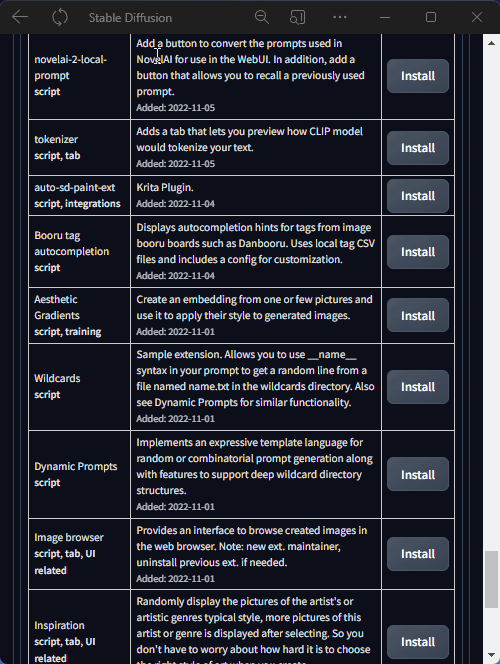 Stable Diffusion
novelai-2-local-
prompt
script
Add a button to convert the prompts used in
NovelAI for use in the WebUI. In addition, add a
button that allows you to recall a previously used
prompt.
Added: 2022-11-05
Install
tokenizer
script, tab
Adds a tab that lets you preview how CLIP model
would tokenize your text.
Added: 2022-11-05
Install
auto-sd-paint-ext
script, integrations
Krita Plugin.
Added: 2022-11-04
Install
Booru tag
autocompletion
script
Displays autocompletion hints for tags from image
booru boards such as Danbooru. Uses local tag CSV
files and includes a config for customization.
Added: 2022-11-04
Install
Aesthetic
Gradients
script, training
Create an embedding from one or few pictures and
use it to apply their style to generated images.
Added: 2022-11-01
Install
Wildcards
script
Sample extension. Allows you to use __name__
syntax in your prompt to get a random line from a
file named name.txt in the wildcards directory. Also
see Dynamic Prompts for similar functionality.
Added: 2022-11-01
Install
Dynamic Prompts
script
Implements an expressive template language for
random or combinatorial prompt generation along
with features to support deep wildcard directory
structures.
Added: 2022-11-01
Install
Image browser
script, tab, UI
related
Provides an interface to browse created images in
the web browser. Note: new ext. maintainer,
uninstall previous ext. if needed.
Added: 2022-11-01
Install
Inspiration
script, tab, UI
related
Randomly display the pictures of the artist's or
artistic genres typical style, more pictures of this
artist or genre is displayed after selecting. So you
don't have to worry about how hard it is to choose
the right style of art when you create.
Install